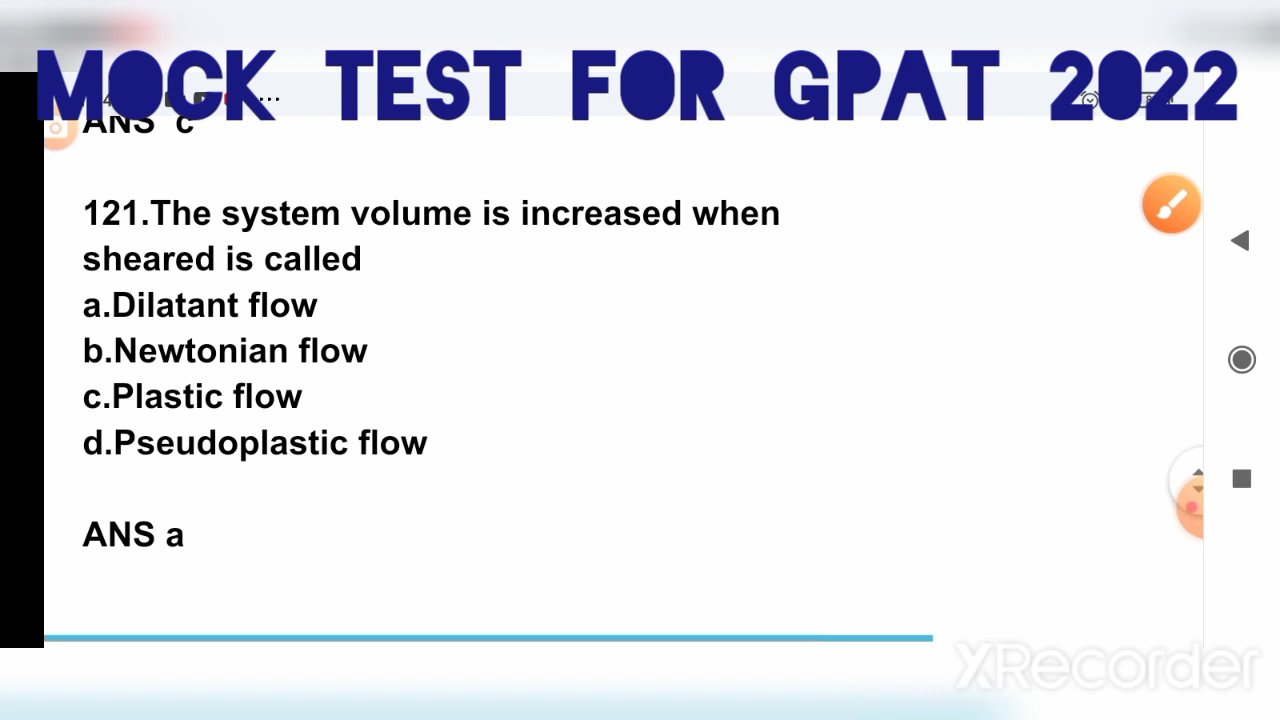 MOCK TEST FOR GPAT 2022
ANS c
121.The system volume is increased when
sheared is called
a.Dilatant flow
b.Newtonian flow
c.Plastic flow
d.Pseudoplastic flow
ANS a
XRecorder